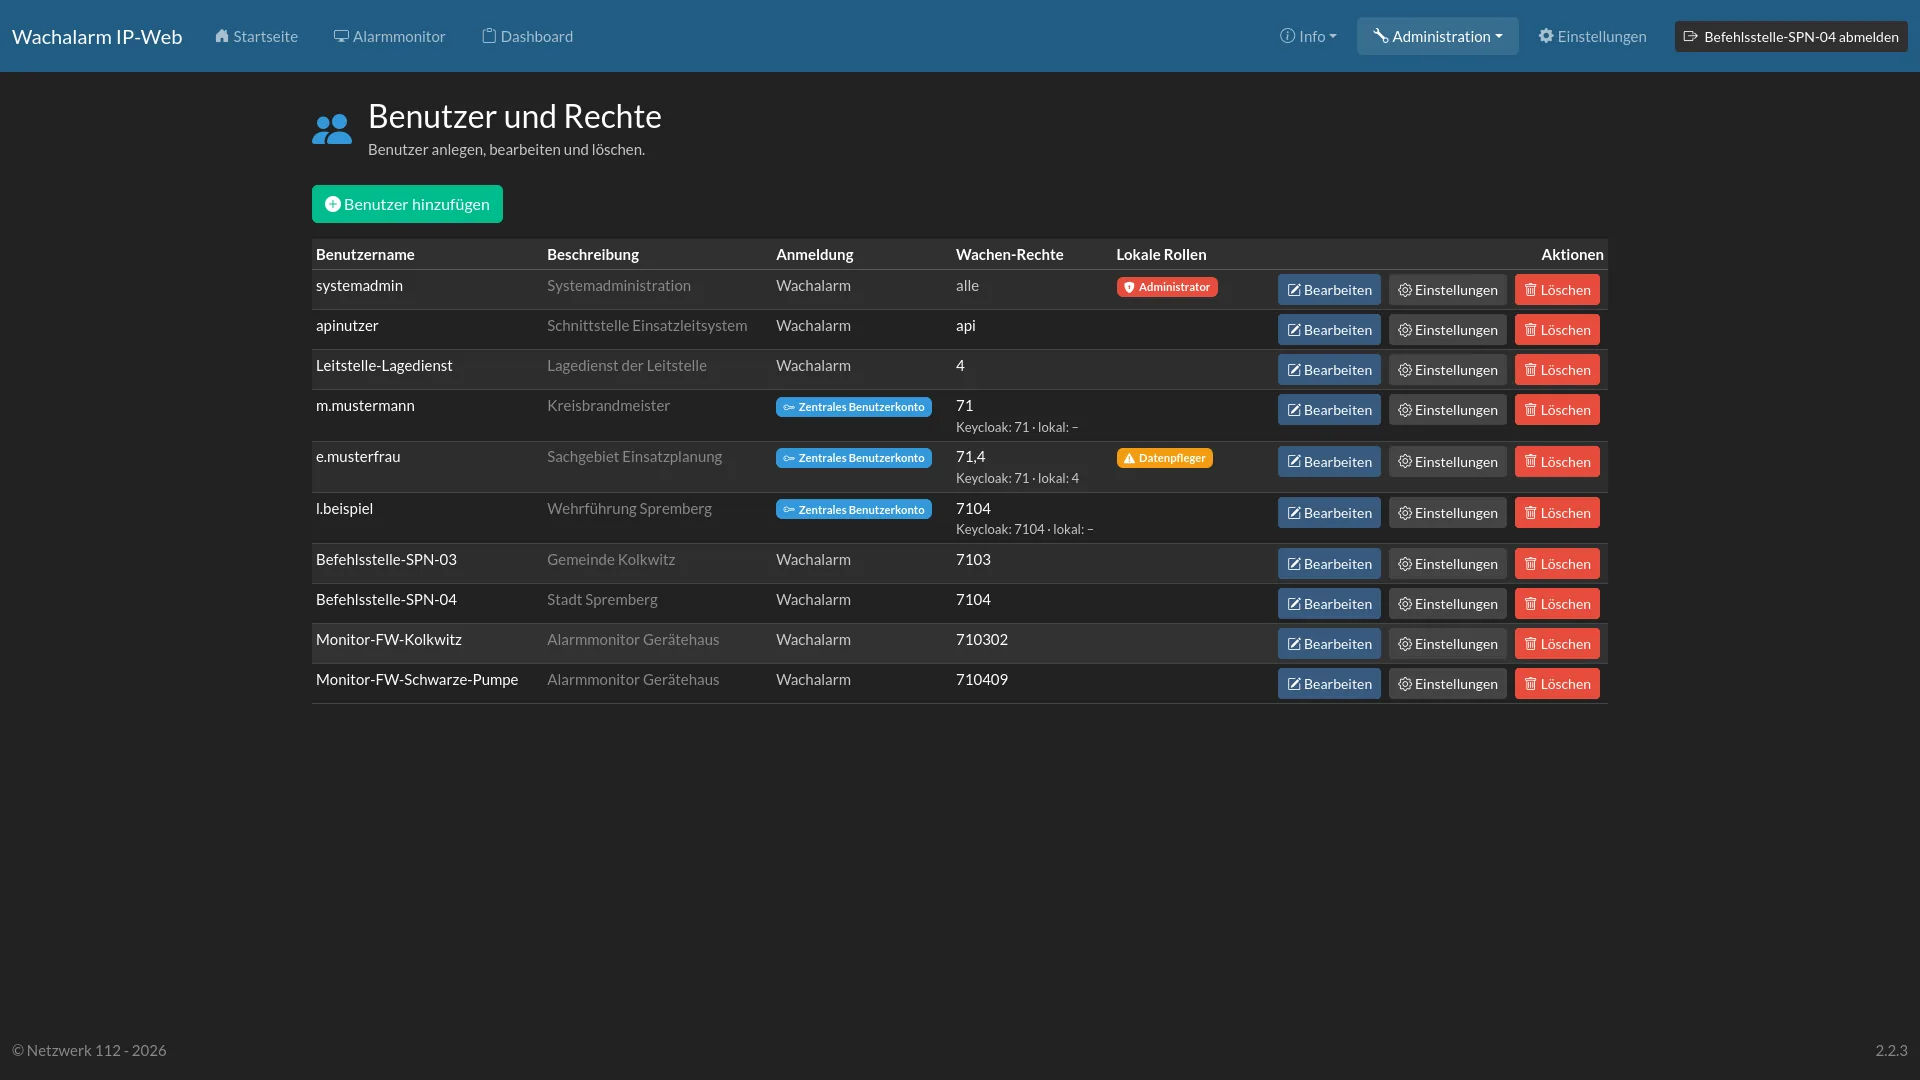 Wachalarm IP-Web Startseite Alarmmonitor Dashboard Info Administration Einstellungen Befehlsstelle-SPN-04 abmelden
Benutzer und Rechte
Benutzer anlegen, bearbeiten und löschen.
Benutzer hinzufügen
Benutzername Beschreibung Anmeldung Wachen-Rechte Lokale Rollen Aktionen
systemadmin Systemadministration Wachalarm alle Administrator Bearbeiten Einstellungen Löschen
apinutzer Schnittstelle Einsatzleitsystem Wachalarm api Bearbeiten Einstellungen Löschen
Leitstelle-Lagedienst Lagedienst der Leitstelle Wachalarm 4 Bearbeiten Einstellungen Löschen
m.mustermann Kreisbrandmeister Zentrales Benutzerkonto 71 Bearbeiten Einstellungen Löschen
Keycloak: 71 · lokal: –
e.musterfrau Sachgebiet Einsatzplanung Zentrales Benutzerkonto 71,4 Datenpfleger Bearbeiten Einstellungen Löschen
Keycloak: 71 · lokal: 4
l.beispiel Wehrführung Spremberg Zentrales Benutzerkonto 7104 Bearbeiten Einstellungen Löschen
Keycloak: 7104 · lokal: –
Befehlsstelle-SPN-03 Gemeinde Kolkwitz Wachalarm 7103 Bearbeiten Einstellungen Löschen
Befehlsstelle-SPN-04 Stadt Spremberg Wachalarm 7104 Bearbeiten Einstellungen Löschen
Monitor-FW-Kolkwitz Alarmmonitor Gerätehaus Wachalarm 710302 Bearbeiten Einstellungen Löschen
Monitor-FW-Schwarze-Pumpe Alarmmonitor Gerätehaus Wachalarm 710409 Bearbeiten Einstellungen Löschen
© Netzwerk 112 - 2026 2.2.3